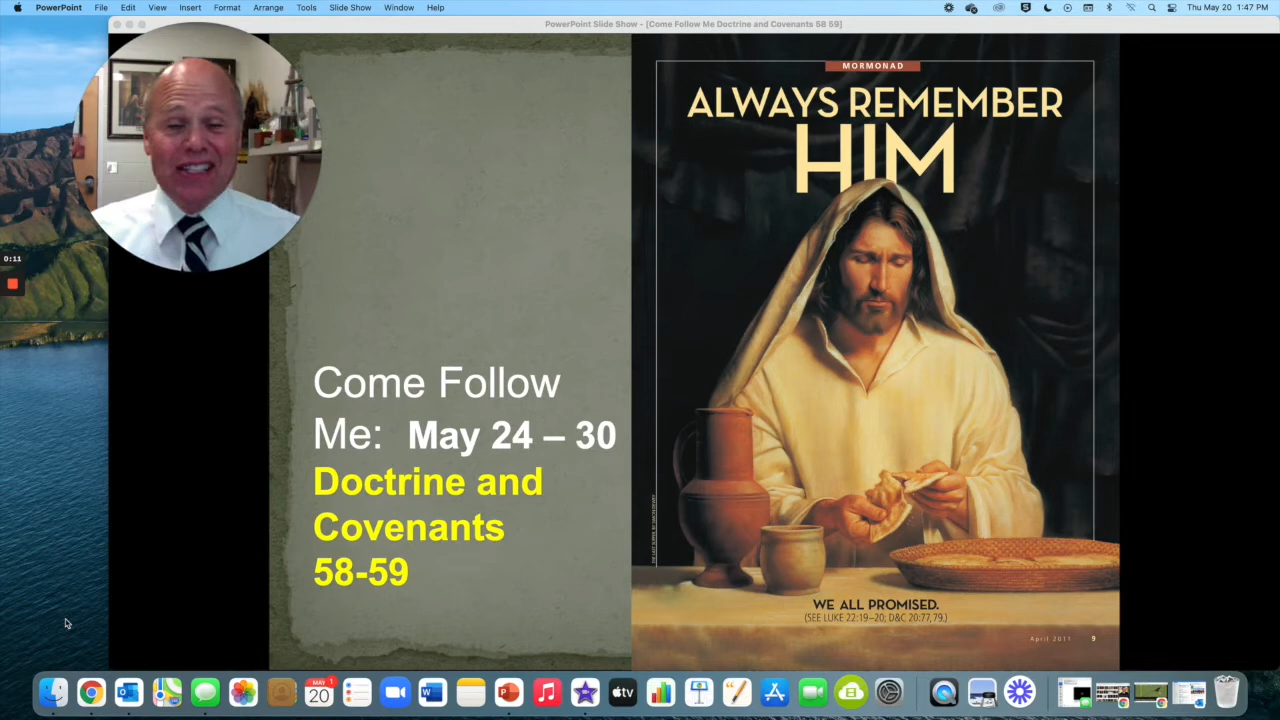 PowerPoint File Edit View Insert Format Arrange Tools Slide Show Window Help
Thu May 20 1:47 PM
PowerPoint Slide Show - [Come Follow Me Doctrine and Covenants 58 59]
0:11
Come Follow
Me: May 24 – 30
Doctrine and
Covenants
58-59
MORMONAD
ALWAYS REMEMBER
HIM
WE ALL PROMISED.
(SEE LUKE 22:19–20; D&C 20:77, 79.)
April 2011 9
MAY 1
20
tv